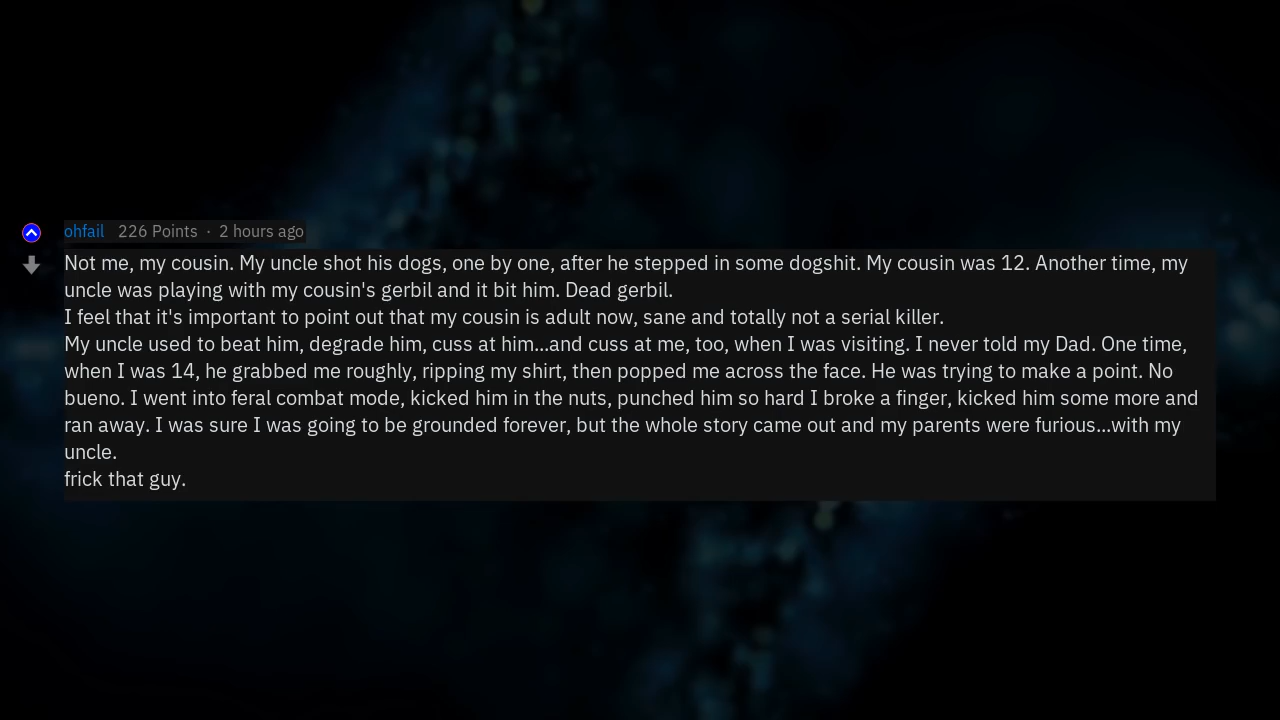 ohfail 226 Points · 2 hours ago
Not me, my cousin. My uncle shot his dogs, one by one, after he stepped in some dogshit. My cousin was 12. Another time, my
uncle was playing with my cousin's gerbil and it bit him. Dead gerbil.
I feel that it's important to point out that my cousin is adult now, sane and totally not a serial killer.
My uncle used to beat him, degrade him, cuss at him...and cuss at me, too, when I was visiting. I never told my Dad. One time,
when I was 14, he grabbed me roughly, ripping my shirt, then popped me across the face. He was trying to make a point. No
bueno. I went into feral combat mode, kicked him in the nuts, punched him so hard I broke a finger, kicked him some more and
ran away. I was sure I was going to be grounded forever, but the whole story came out and my parents were furious...with my
uncle.
frick that guy.